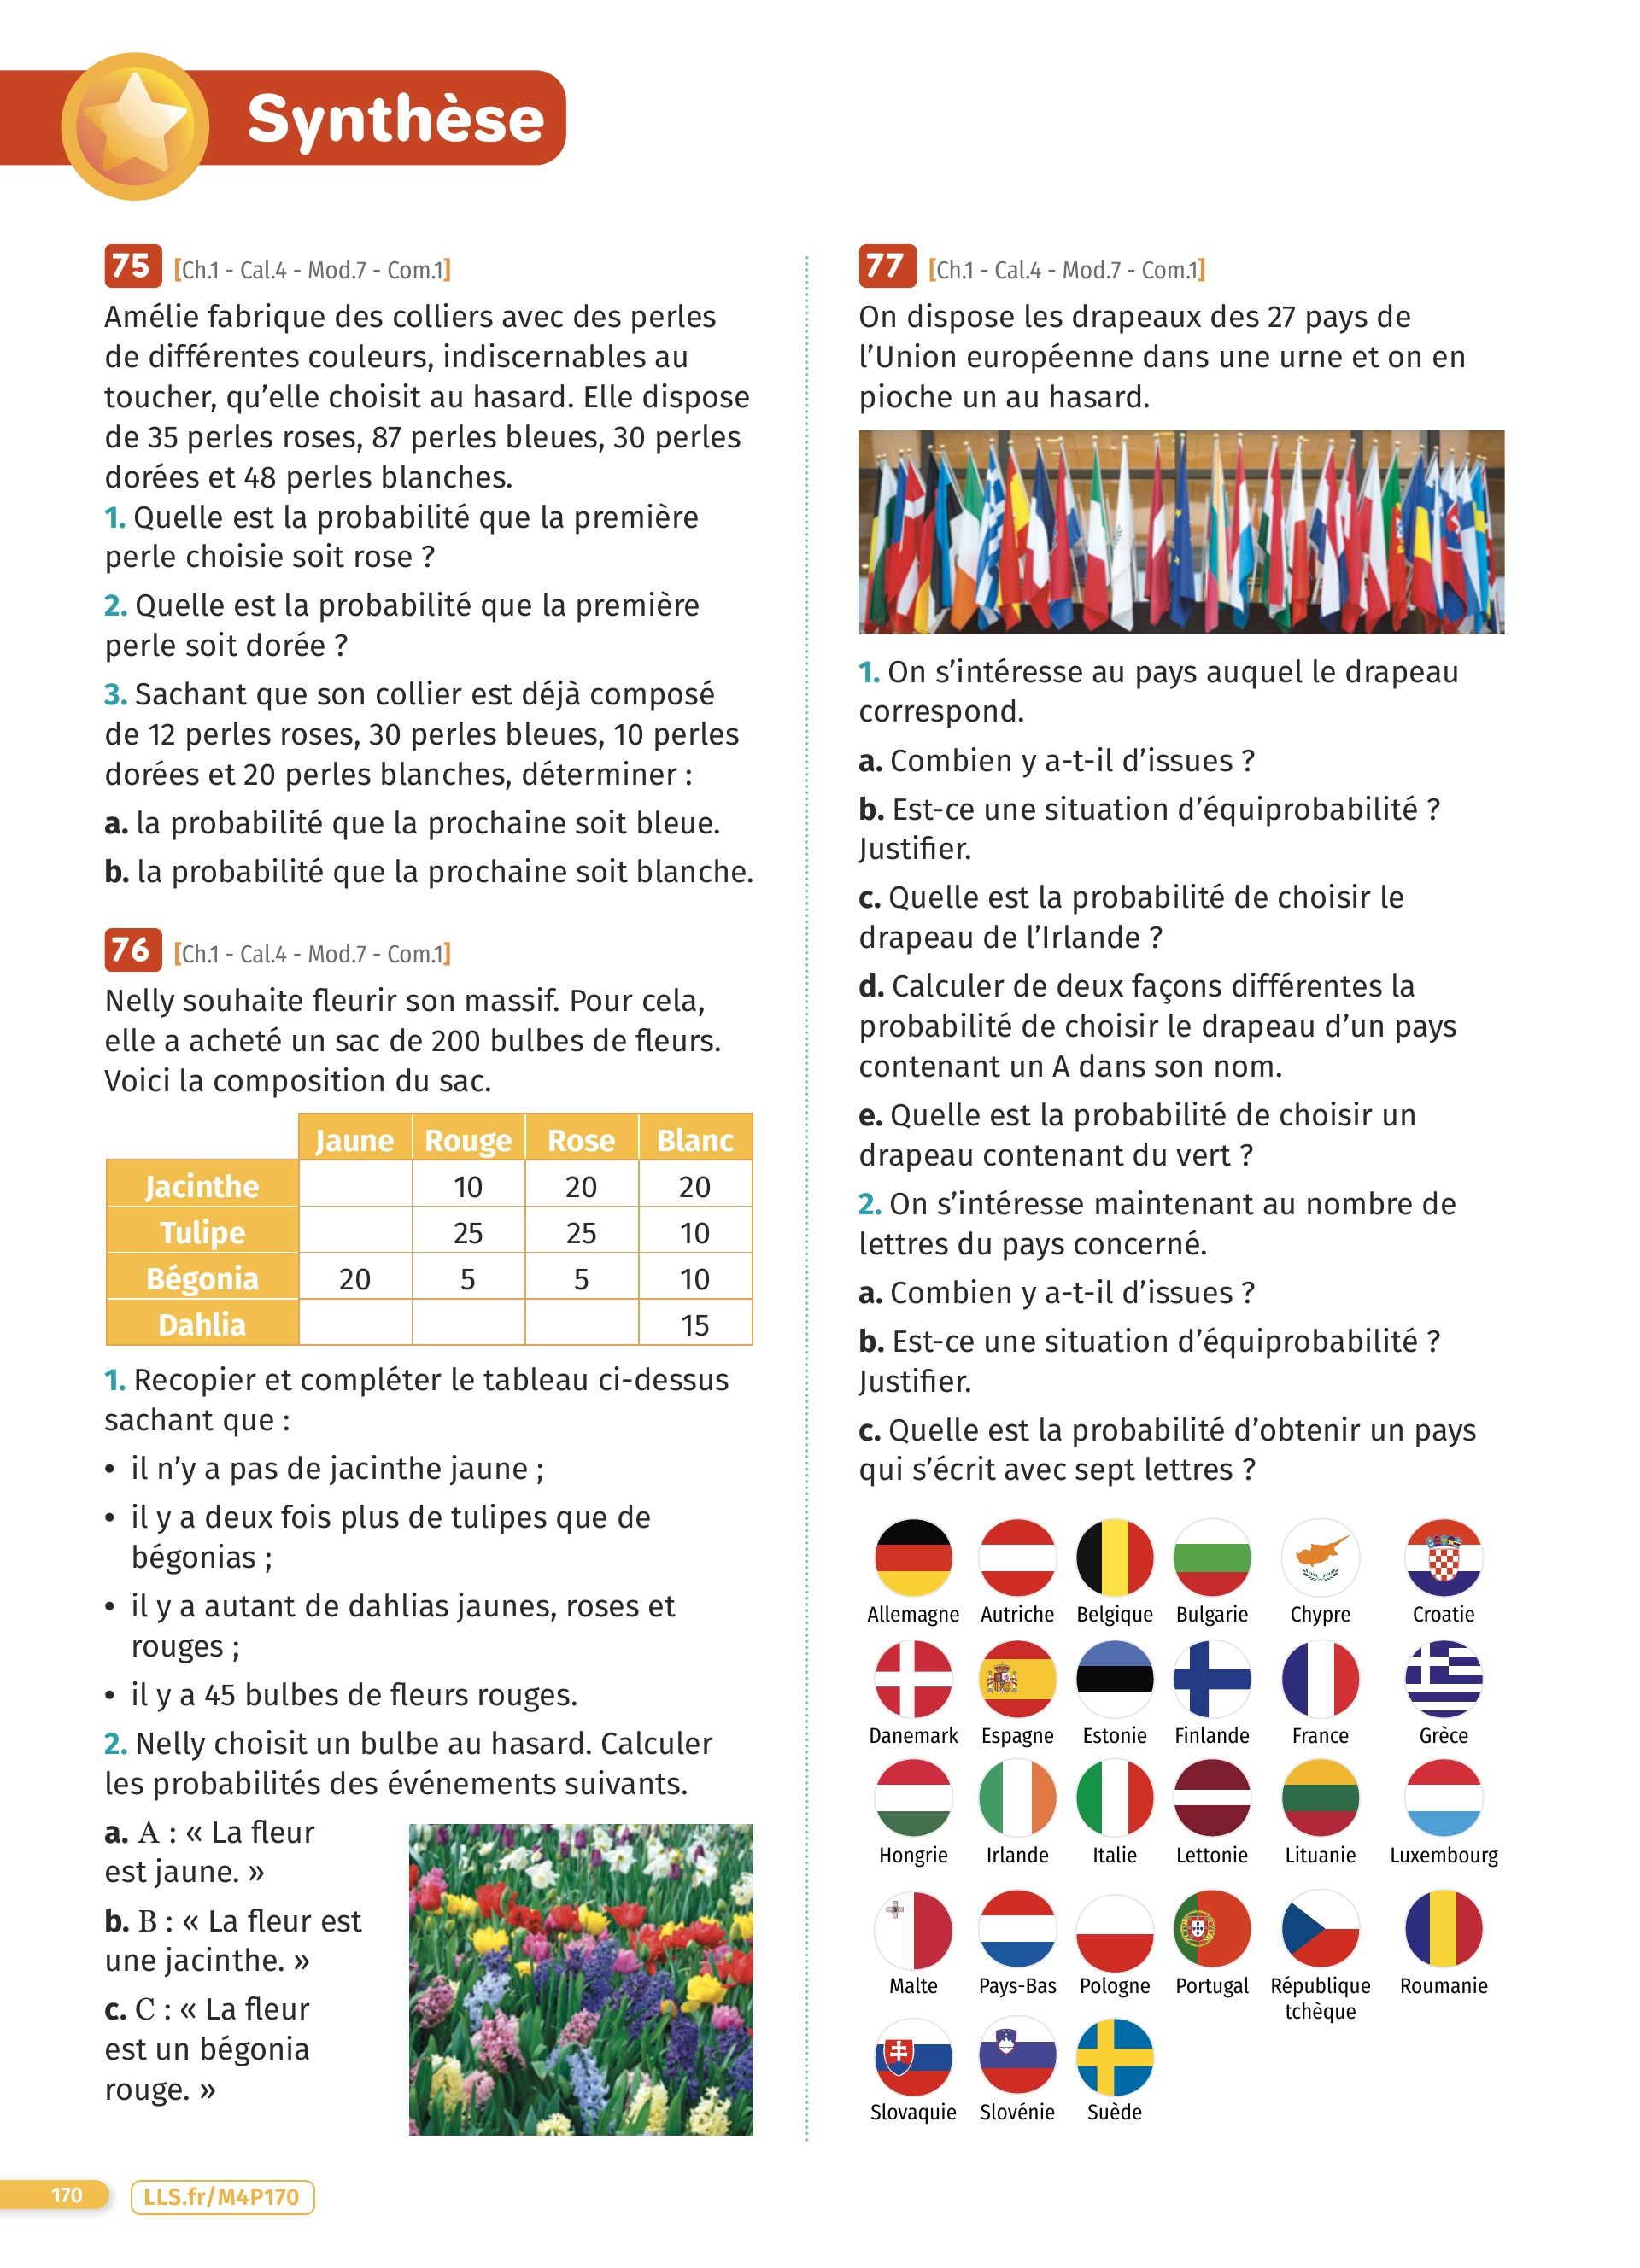 Synthèse
75 [Ch.1 - Cal.4 - Mod.7 - Com.1]
Amélie fabrique des colliers avec des perles
de différentes couleurs, indiscernables au
toucher, qu’elle choisit au hasard. Elle dispose
de 35 perles roses, 87 perles bleues, 30 perles
dorées et 48 perles blanches.
1. Quelle est la probabilité que la première
perle choisie soit rose ?
2. Quelle est la probabilité que la première
perle soit dorée ?
3. Sachant que son collier est déjà composé
de 12 perles roses, 30 perles bleues, 10 perles
dorées et 20 perles blanches, déterminer :
a. la probabilité que la prochaine soit bleue.
b. la probabilité que la prochaine soit blanche.
76 [Ch.1 - Cal.4 - Mod.7 - Com.1]
Nelly souhaite fleurir son massif. Pour cela,
elle a acheté un sac de 200 bulbes de fleurs.
Voici la composition du sac.
Jaune Rouge Rose Blanc
Jacinthe 10 20 20
Tulipe 25 25 10
Bégonia 20 5 5 10
Dahlia 15
1. Recopier et compléter le tableau ci-dessus
sachant que :
• il n’y a pas de jacinthe jaune ;
• il y a deux fois plus de tulipes que de
bégonias ;
• il y a autant de dahlias jaunes, roses et
rouges ;
• il y a 45 bulbes de fleurs rouges.
2. Nelly choisit un bulbe au hasard. Calculer
les probabilités des événements suivants.
a. A : « La fleur
est jaune. »
b. B : « La fleur est
une jacinthe. »
c. C : « La fleur
est un bégonia
rouge. »
77 [Ch.1 - Cal.4 - Mod.7 - Com.1]
On dispose les drapeaux des 27 pays de
l’Union européenne dans une urne et on en
pioche un au hasard.
1. On s’intéresse au pays auquel le drapeau
correspond.
a. Combien y a-t-il d’issues ?
b. Est-ce une situation d’équiprobabilité ?
Justifier.
c. Quelle est la probabilité de choisir le
drapeau de l’Irlande ?
d. Calculer de deux façons différentes la
probabilité de choisir le drapeau d’un pays
contenant un A dans son nom.
e. Quelle est la probabilité de choisir un
drapeau contenant du vert ?
2. On s’intéresse maintenant au nombre de
lettres du pays concerné.
a. Combien y a-t-il d’issues ?
b. Est-ce une situation d’équiprobabilité ?
Justifier.
c. Quelle est la probabilité d’obtenir un pays
qui s’écrit avec sept lettres ?
Allemagne Autriche Belgique Bulgarie Chypre Croatie
Danemark Espagne Estonie Finlande France Grèce
Hongrie Irlande Italie Lettonie Lituanie Luxembourg
Malte Pays-Bas Pologne Portugal République Roumanie
tchèque
Slovaquie Slovénie Suède
170 LLS.fr/M4P170